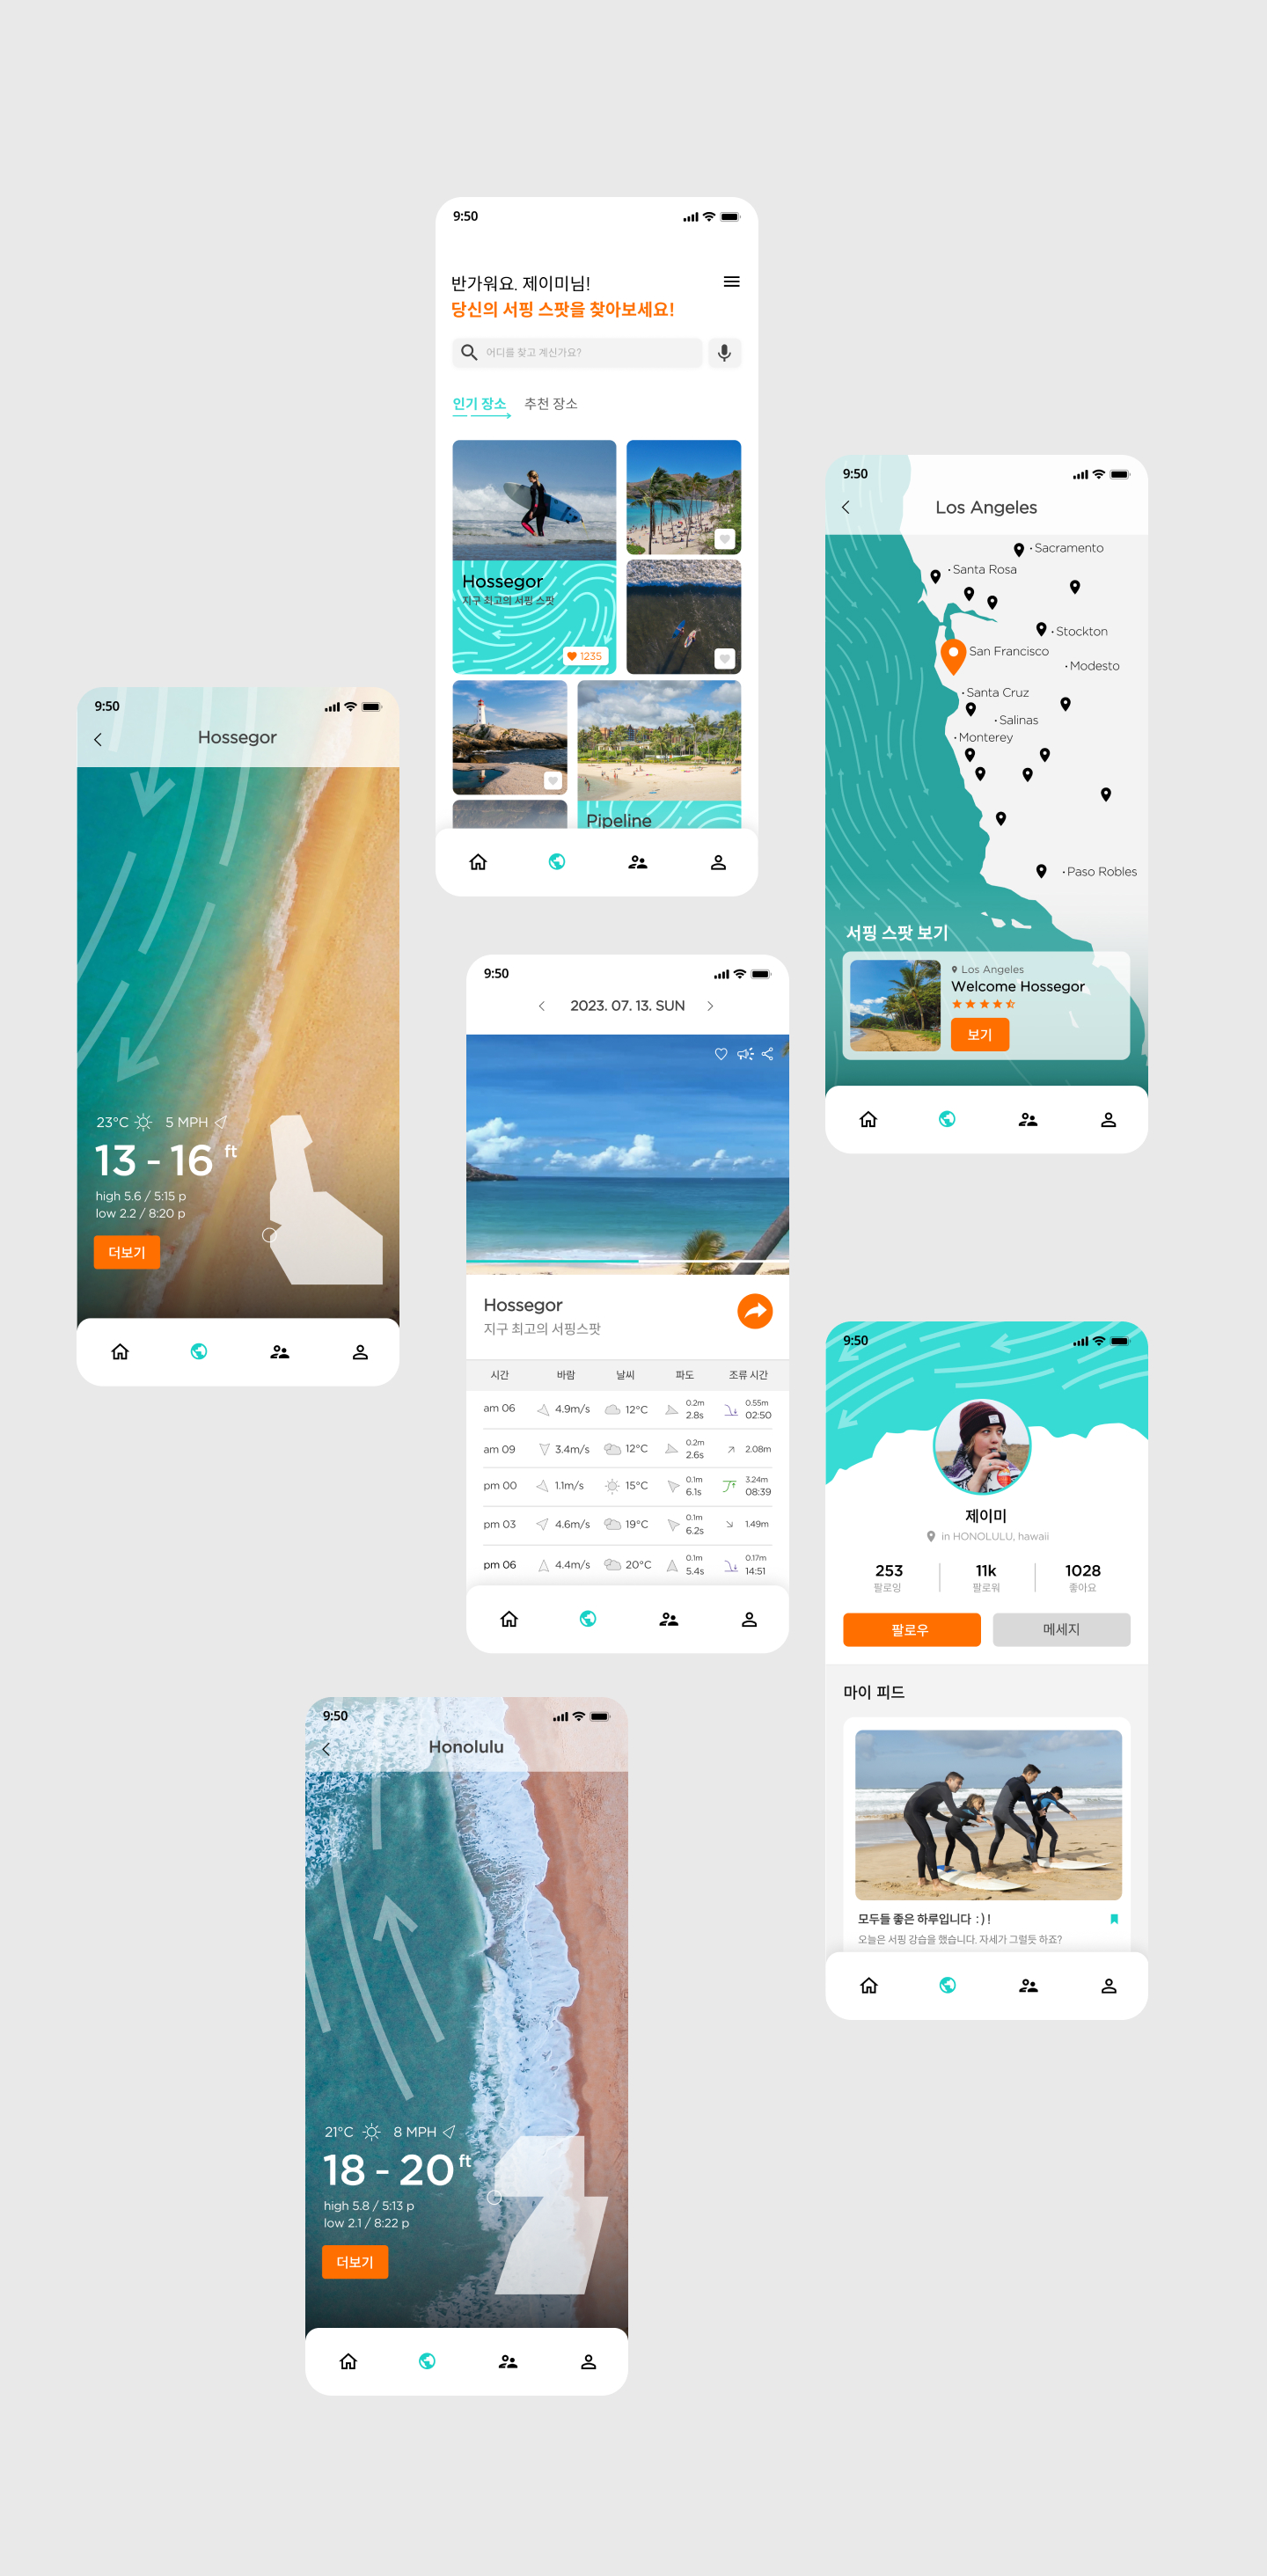 9:50
반가워요. 제이미님!
당신의 서핑 스팟을 찾아보세요!
어디를 찾고 계신가요?
인기 장소 추천 장소
Hossegor
지구 최고의 서핑 스팟
1235
Pipeline
9:50
Los Angeles
Sacramento
Santa Rosa
Stockton
San Francisco
Modesto
Santa Cruz
Salinas
Monterey
Paso Robles
서핑 스팟 보기
Los Angeles
Welcome Hossegor
보기
9:50
Hossegor
23°C 5 MPH
13 - 16 ft
high 5.6 / 5:15 p
low 2.2 / 8:20 p
더보기
9:50
2023. 07. 13. SUN
Hossegor
지구 최고의 서핑스팟
시간 바람 날씨 파도 조류 시간
am 06 4.9m/s 12°C 0.2m 2.8s 0.55m 02:50
am 09 3.4m/s 12°C 0.2m 2.6s 2.08m
pm 00 1.1m/s 15°C 0.1m 6.1s 3.24m 08:39
pm 03 4.6m/s 19°C 0.1m 6.2s 1.49m
pm 06 4.4m/s 20°C 0.1m 5.4s 0.17m 14:51
9:50
제이미
in HONOLULU, hawaii
253 11k 1028
팔로잉 팔로워 좋아요
팔로우 메세지
마이 피드
모두들 좋은 하루입니다 : ) !
오늘은 서핑 강습을 했습니다. 자세가 그럴듯 하죠?
9:50
Honolulu
21°C 8 MPH
18 - 20 ft
high 5.8 / 5:13 p
low 2.1 / 8:22 p
더보기